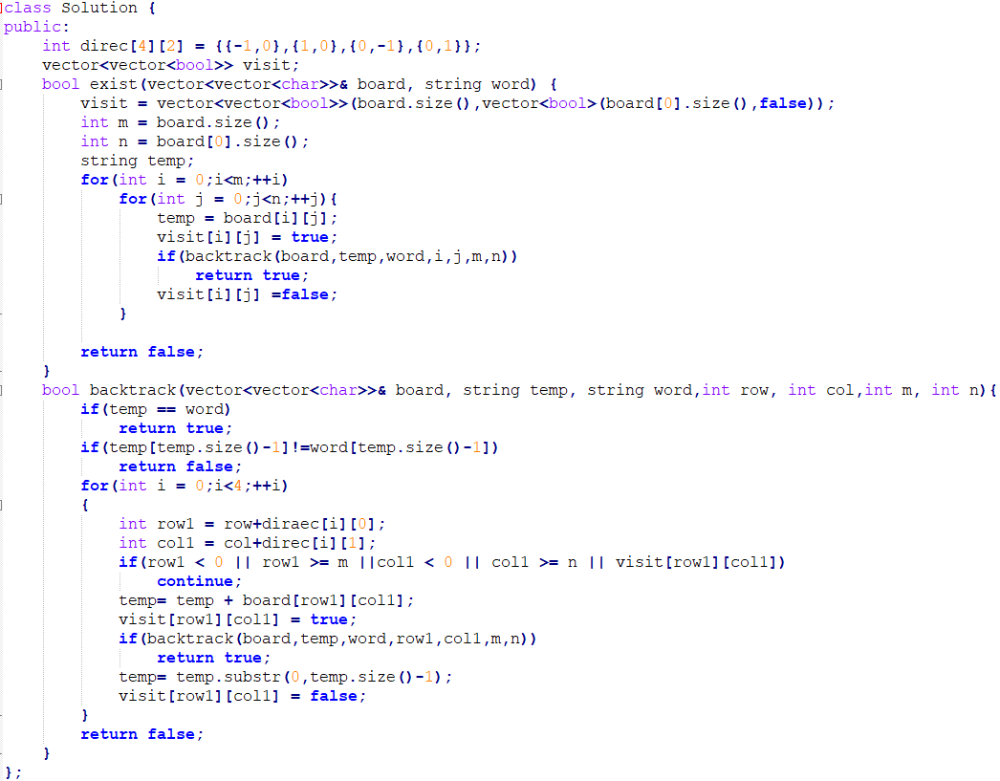 class Solution {
public:
    int direc[4][2] = {{-1,0},{1,0},{0,-1},{0,1}};
    vector<vector<bool>> visit;
    bool exist(vector<vector<char>>& board, string word) {
        visit = vector<vector<bool>>(board.size(),vector<bool>(board[0].size(),false));
        int m = board.size();
        int n = board[0].size();
        string temp;
        for(int i = 0;i<m;++i)
            for(int j = 0;j<n;++j){
                temp = board[i][j];
                visit[i][j] = true;
                if(backtrack(board,temp,word,i,j,m,n))
                    return true;
                visit[i][j] =false;
            }
        return false;
    }
    bool backtrack(vector<vector<char>>& board, string temp, string word,int row, int col,int m, int n){
        if(temp == word)
            return true;
        if(temp[temp.size()-1]!=word[temp.size()-1])
            return false;
        for(int i = 0;i<4;++i)
        {
            int row1 = row+diraec[i][0];
            int col1 = col+direc[i][1];
            if(row1 < 0 || row1 >= m ||col1 < 0 || col1 >= n || visit[row1][col1])
                continue;
            temp= temp + board[row1][col1];
            visit[row1][col1] = true;
            if(backtrack(board,temp,word,row1,col1,m,n))
                return true;
            temp= temp.substr(0,temp.size()-1);
            visit[row1][col1] = false;
        }
        return false;
    }
};